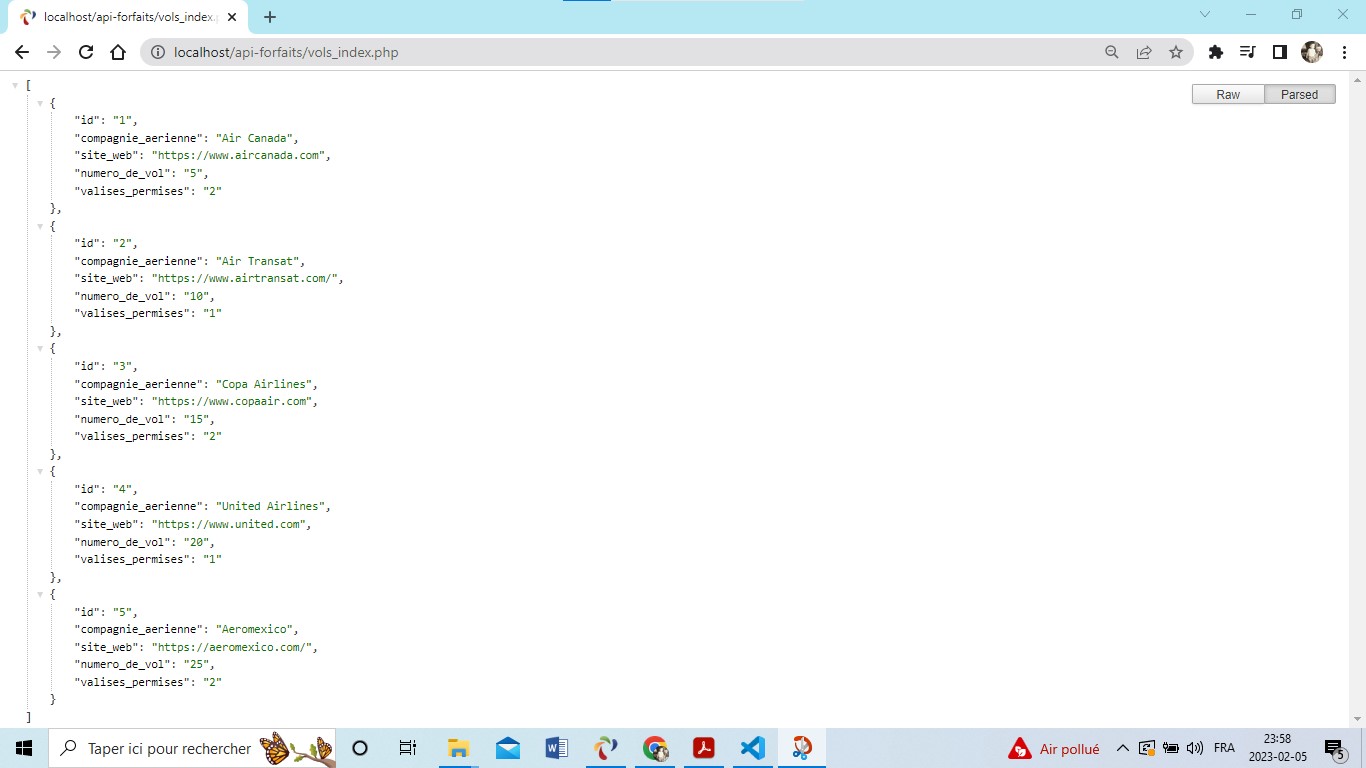 localhost/api-forfaits/vols_index.p
localhost/api-forfaits/vols_index.php
Raw
Parsed
[
{
"id": "1",
"compagnie_aerienne": "Air Canada",
"site_web": "https://www.aircanada.com",
"numero_de_vol": "5",
"valises_permises": "2"
},
{
"id": "2",
"compagnie_aerienne": "Air Transat",
"site_web": "https://www.airtransat.com/",
"numero_de_vol": "10",
"valises_permises": "1"
},
{
"id": "3",
"compagnie_aerienne": "Copa Airlines",
"site_web": "https://www.copaair.com",
"numero_de_vol": "15",
"valises_permises": "2"
},
{
"id": "4",
"compagnie_aerienne": "United Airlines",
"site_web": "https://www.united.com",
"numero_de_vol": "20",
"valises_permises": "1"
},
{
"id": "5",
"compagnie_aerienne": "Aeromexico",
"site_web": "https://aeromexico.com/",
"numero_de_vol": "25",
"valises_permises": "2"
}
]
Taper ici pour rechercher
Air pollué
FRA
23:58
2023-02-05
5